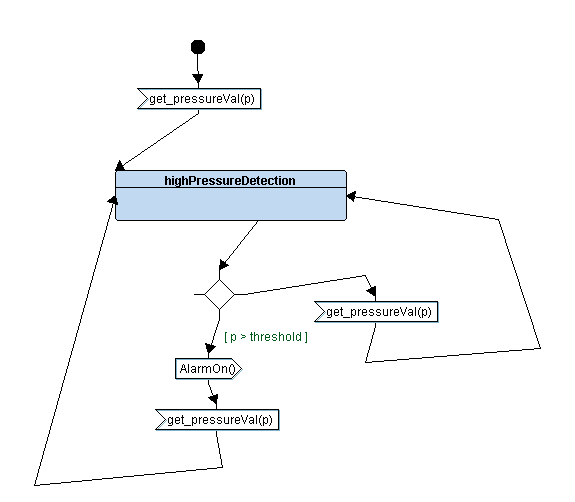 get_pressureVal(p)
highPressureDetection
get_pressureVal(p)
[ p > threshold ]
AlarmOn()
get_pressureVal(p)